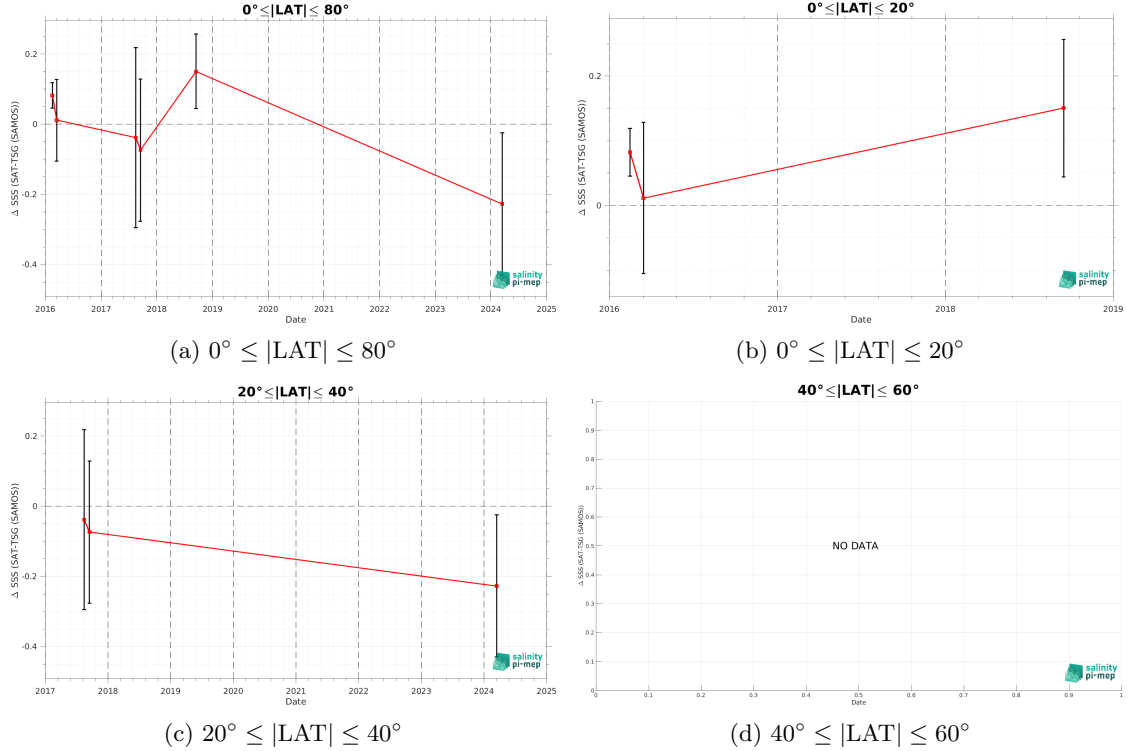 0°≤|LAT|≤ 80°
Δ SSS (SAT-TSG (SAMOS))
0.2
0
-0.2
-0.4
2016 2017 2018 2019 2020 2021 2022 2023 2024 2025
Date
salinity
pi-mep
(a) 0° ≤ |LAT| ≤ 80°
0°≤|LAT|≤ 20°
Δ SSS (SAT-TSG (SAMOS))
0.2
0
2016 2017 2018 2019
Date
salinity
pi-mep
(b) 0° ≤ |LAT| ≤ 20°
20°≤|LAT|≤ 40°
Δ SSS (SAT-TSG (SAMOS))
0.2
0
-0.2
-0.4
2017 2018 2019 2020 2021 2022 2023 2024 2025
Date
salinity
pi-mep
(c) 20° ≤ |LAT| ≤ 40°
40°≤|LAT|≤ 60°
Δ SSS (SAT-TSG (SAMOS))
1
0.9
0.8
0.7
0.6
0.5
0.4
0.3
0.2
0.1
0
NO DATA
0 0.1 0.2 0.3 0.4 0.5 0.6 0.7 0.8 0.9 1
Date
salinity
pi-mep
(d) 40° ≤ |LAT| ≤ 60°